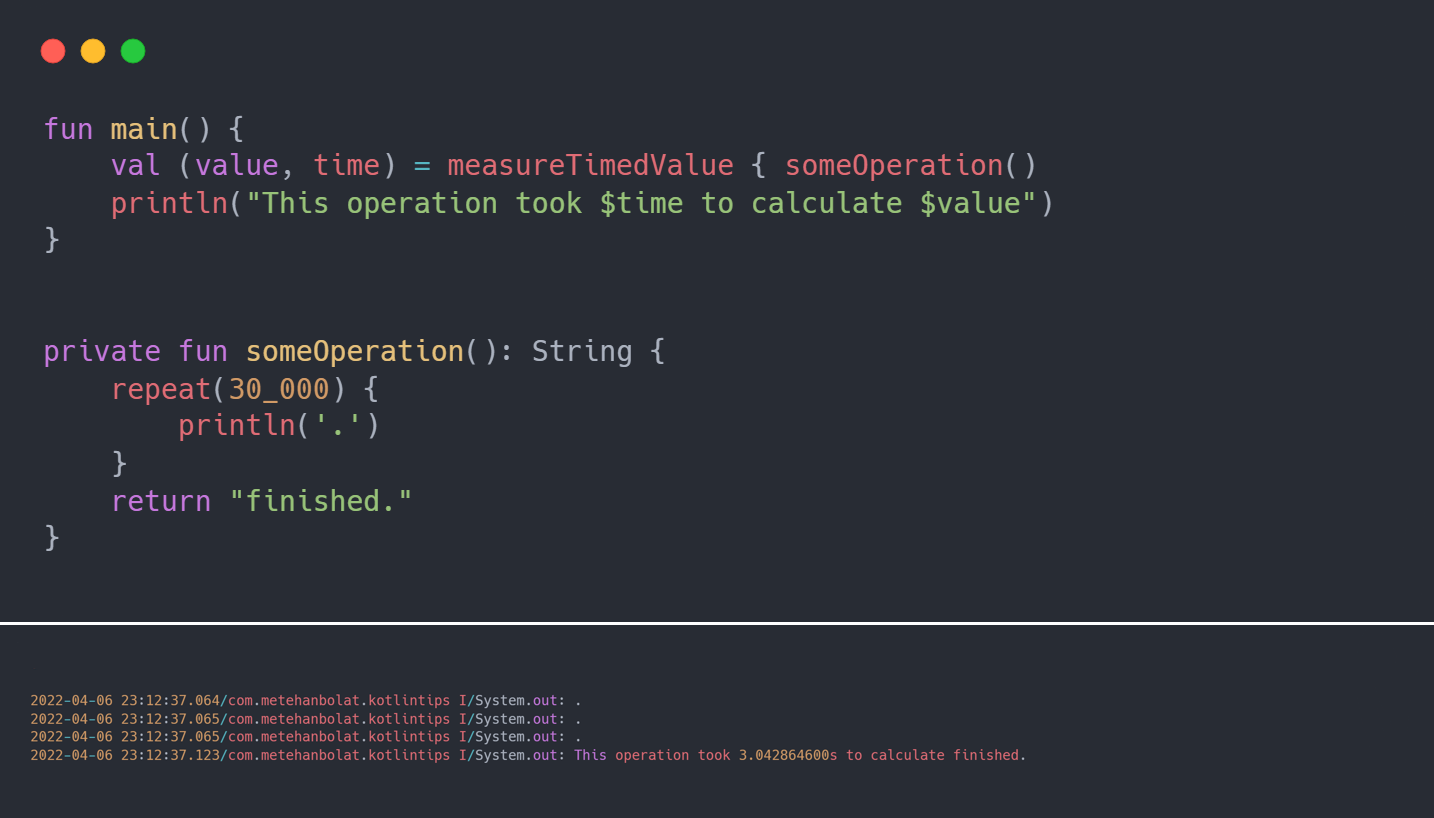 fun main() {
    val (value, time) = measureTimedValue { someOperation()
    println("This operation took $time to calculate $value")
}
private fun someOperation(): String {
    repeat(30_000) {
        println('.')
    }
    return "finished."
}
2022-04-06 23:12:37.064/com.metehanbolat.kotlintips I/System.out: .
2022-04-06 23:12:37.065/com.metehanbolat.kotlintips I/System.out: .
2022-04-06 23:12:37.065/com.metehanbolat.kotlintips I/System.out: .
2022-04-06 23:12:37.123/com.metehanbolat.kotlintips I/System.out: This operation took 3.042864600s to calculate finished.